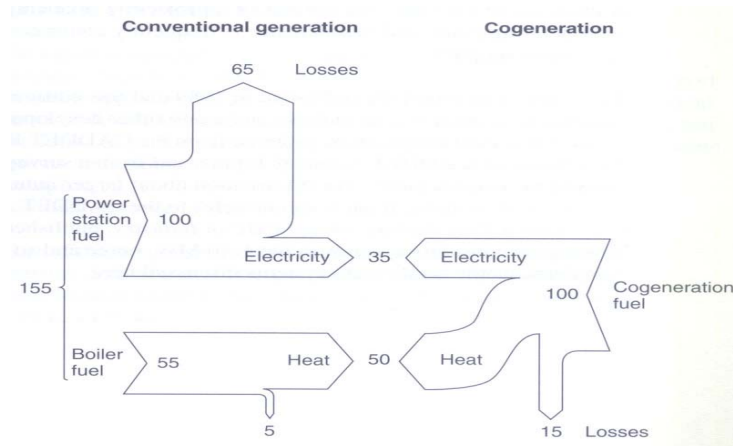 Conventional generation
Cogeneration
65 Losses
Power
station
fuel
100
Electricity
35
Electricity
155
100
Cogeneration
fuel
Boiler
fuel
55
Heat
50
Heat
5
15 Losses